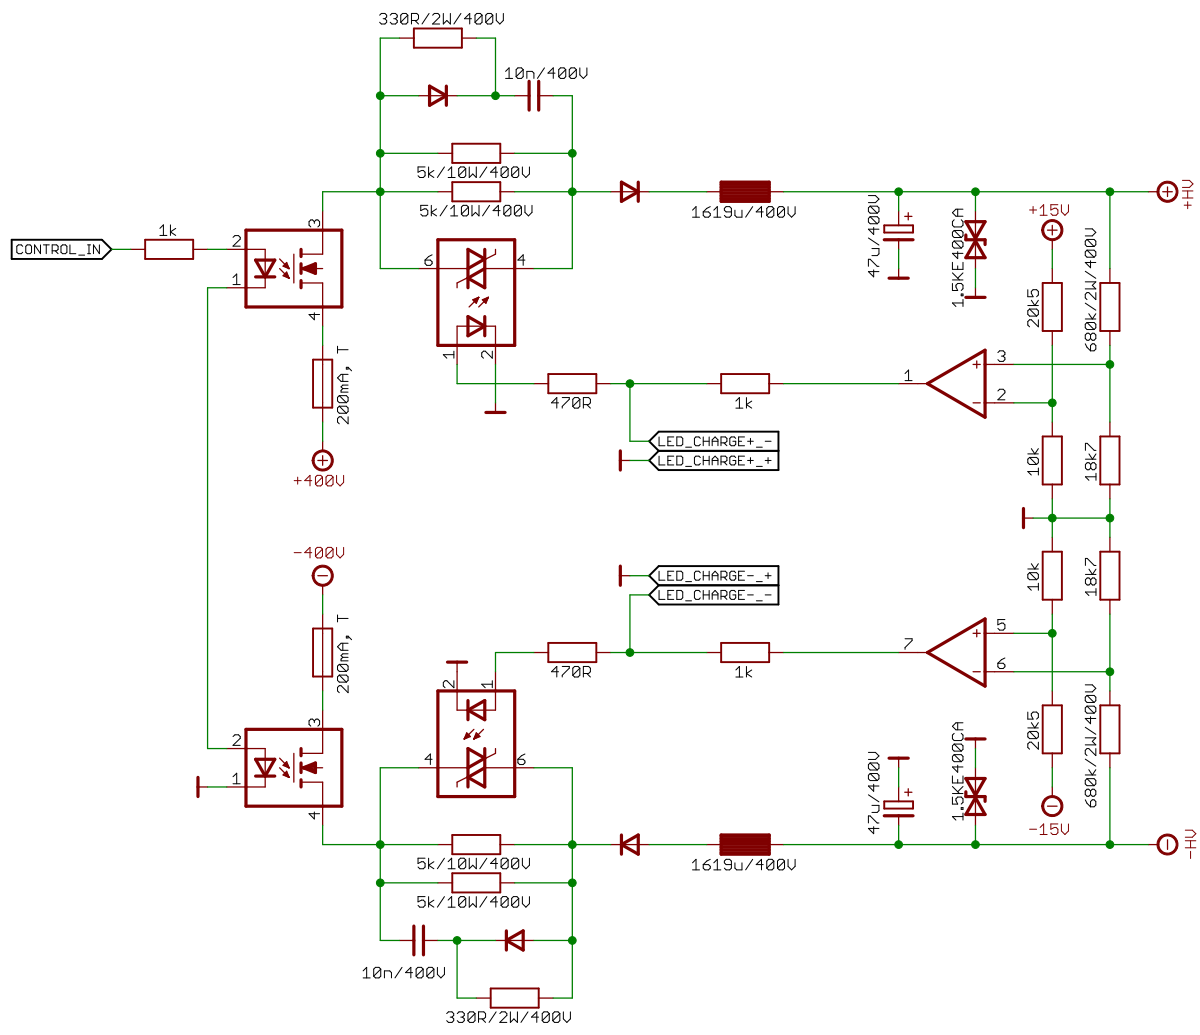 330R/2W/400V
10n/400V
5k/10W/400V
5k/10W/400V
1619u/400V
47u/400V
+
1.5KE400CA
+15V
+HV
20k5
680k/2W/400V
CONTROL_IN
1k
2
1
3
4
6
4
1
2
200mA, T
+400V
470R
1k
1
3
2
+
-
LED_CHARGE+_-
LED_CHARGE+_+
10k
18k7
-400V
200mA, T
LED_CHARGE-_+
LED_CHARGE-_-
10k
18k7
470R
1k
7
5
6
+
-
2
1
4
6
2
1
3
4
20k5
680k/2W/400V
-15V
47u/400V
+
1.5KE400CA
-HV
5k/10W/400V
1619u/400V
5k/10W/400V
10n/400V
330R/2W/400V